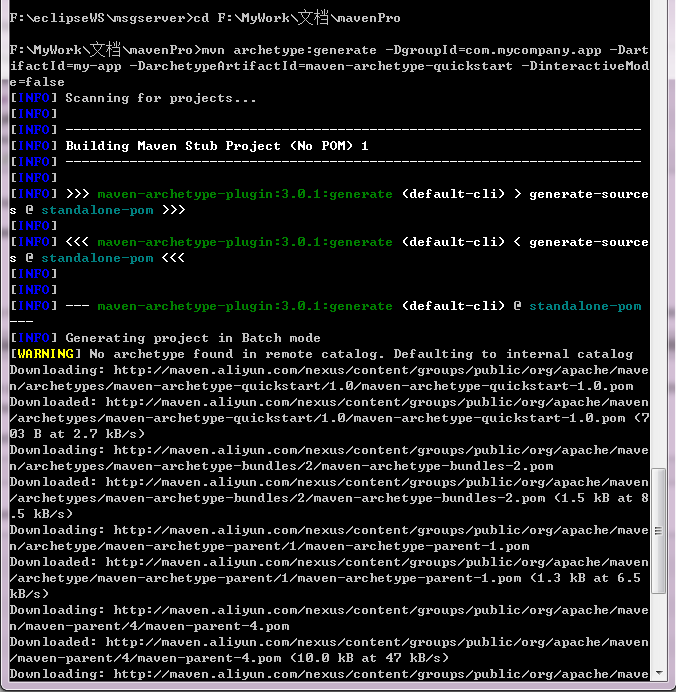 F:\eclipseWS\msgserver>cd F:\MyWork\文档\mavenPro
F:\MyWork\文档\mavenPro>mvn archetype:generate -DgroupId=com.mycompany.app -Dart
ifactId=my-app -DarchetypeArtifactId=maven-archetype-quickstart -DinteractiveMod
e=false
[INFO] Scanning for projects...
[INFO]
[INFO] ------------------------------------------------------------------------
[INFO] Building Maven Stub Project (No POM) 1
[INFO] ------------------------------------------------------------------------
[INFO]
[INFO] >>> maven-archetype-plugin:3.0.1:generate (default-cli) > generate-source
s @ standalone-pom >>>
[INFO]
[INFO] <<< maven-archetype-plugin:3.0.1:generate (default-cli) < generate-source
s @ standalone-pom <<<
[INFO]
[INFO]
[INFO] --- maven-archetype-plugin:3.0.1:generate (default-cli) @ standalone-pom
---
[INFO] Generating project in Batch mode
[WARNING] No archetype found in remote catalog. Defaulting to internal catalog
Downloading: http://maven.aliyun.com/nexus/content/groups/public/org/apache/mave
n/archetypes/maven-archetype-quickstart/1.0/maven-archetype-quickstart-1.0.pom
Downloaded: http://maven.aliyun.com/nexus/content/groups/public/org/apache/maven
/archetypes/maven-archetype-quickstart/1.0/maven-archetype-quickstart-1.0.pom (7
03 B at 2.7 kB/s)
Downloading: http://maven.aliyun.com/nexus/content/groups/public/org/apache/mave
n/archetypes/maven-archetype-bundles/2/maven-archetype-bundles-2.pom
Downloaded: http://maven.aliyun.com/nexus/content/groups/public/org/apache/maven
/archetypes/maven-archetype-bundles/2/maven-archetype-bundles-2.pom (1.5 kB at 8
.5 kB/s)
Downloading: http://maven.aliyun.com/nexus/content/groups/public/org/apache/mave
n/archetype/maven-archetype-parent/1/maven-archetype-parent-1.pom
Downloaded: http://maven.aliyun.com/nexus/content/groups/public/org/apache/maven
/archetype/maven-archetype-parent/1/maven-archetype-parent-1.pom (1.3 kB at 6.5
kB/s)
Downloading: http://maven.aliyun.com/nexus/content/groups/public/org/apache/mave
n/maven-parent/4/maven-parent-4.pom
Downloaded: http://maven.aliyun.com/nexus/content/groups/public/org/apache/maven
/maven-parent/4/maven-parent-4.pom (10.0 kB at 47 kB/s)
Downloading: http://maven.aliyun.com/nexus/content/groups/public/org/apache/mave